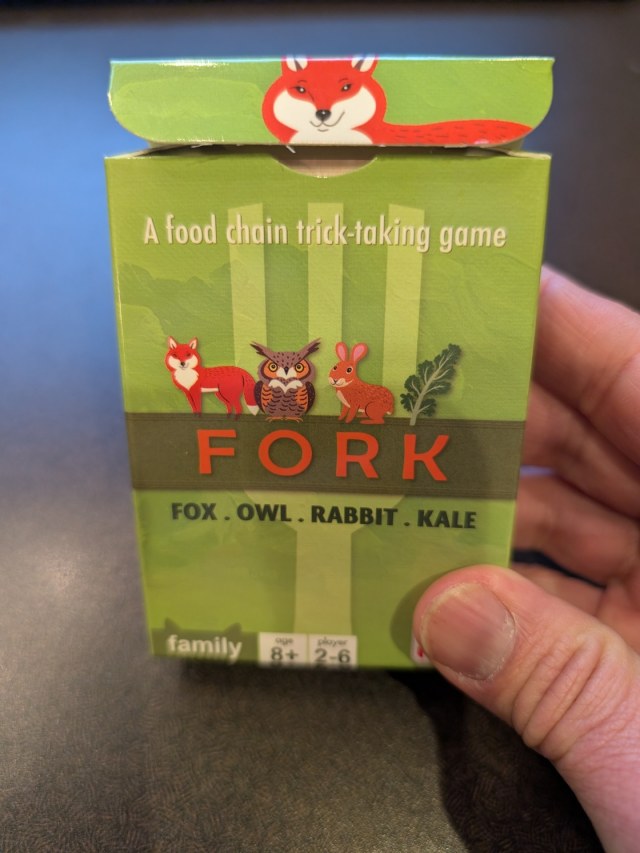 A food chain trick-taking game
FORK
FOX . OWL . RABBIT . KALE
family
age
player
8+
2-6